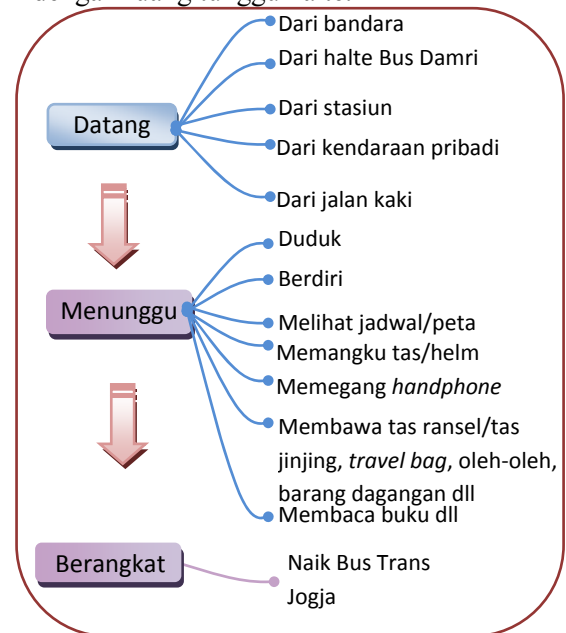 Datang
Dari bandara
Dari halte Bus Damri
Dari stasiun
Dari kendaraan pribadi
Dari jalan kaki
Menunggu
Duduk
Berdiri
Melihat jadwal/peta
Memangku tas/helm
Memegang handphone
Membawa tas ransel/tas
jinjing, travel bag, oleh-oleh,
barang dagangan dll
Membaca buku dll
Berangkat
Naik Bus Trans
Jogja